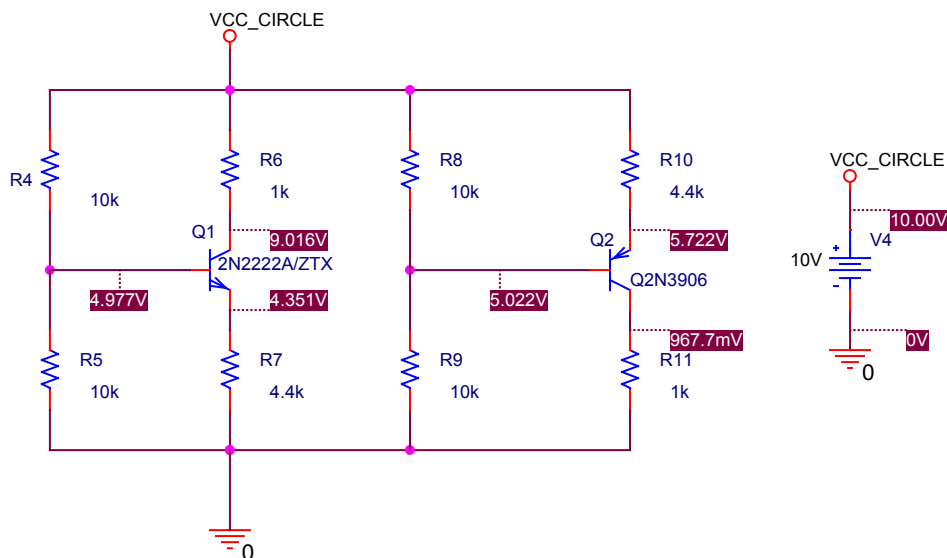 VCC_CIRCLE
R4
10k
R6
1k
R8
10k
R10
4.4k
VCC_CIRCLE
10.00V
Q1
9.016V
2N2222A/ZTX
4.977V
4.351V
Q2
5.722V
Q2N3906
5.022V
967.7mV
10V
+
-
V4
0V
0
R5
10k
R7
4.4k
R9
10k
R11
1k
0